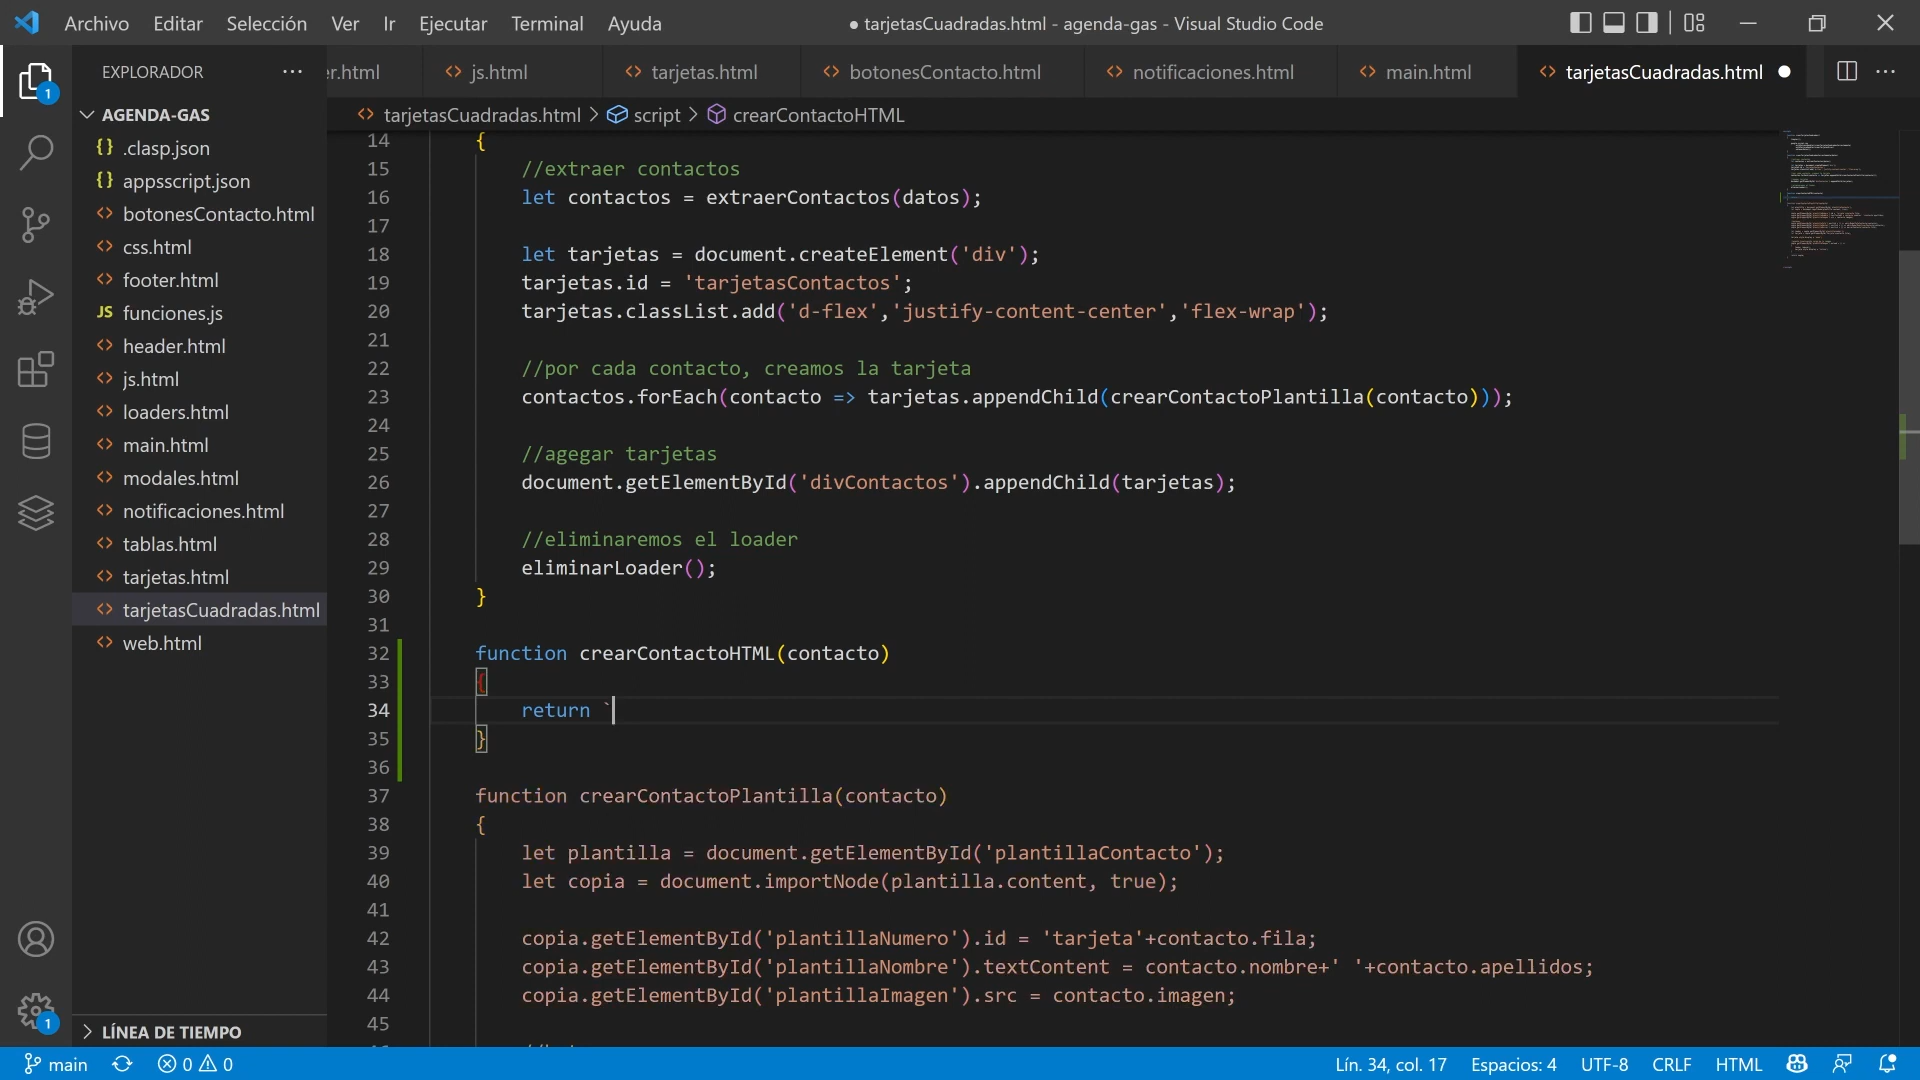 Archivo Editar Selección Ver Ir Ejecutar Terminal Ayuda
● tarjetasCuadradas.html - agenda-gas - Visual Studio Code
EXPLORADOR
er.html
js.html
tarjetas.html
botonesContacto.html
notificaciones.html
main.html
tarjetasCuadradas.html
tarjetasCuadradas.html > script > crearContactoHTML
1
AGENDA-GAS
.clasp.json
appsscript.json
botonesContacto.html
css.html
footer.html
JS funciones.js
header.html
js.html
loaders.html
main.html
modales.html
notificaciones.html
tablas.html
tarjetas.html
tarjetasCuadradas.html
web.html
LÍNEA DE TIEMPO
1
14 {
15 //extraer contactos
16 let contactos = extraerContactos(datos);
17
18 let tarjetas = document.createElement('div');
19 tarjetas.id = 'tarjetasContactos';
20 tarjetas.classList.add('d-flex','justify-content-center','flex-wrap');
21
22 //por cada contacto, creamos la tarjeta
23 contactos.forEach(contacto => tarjetas.appendChild(crearContactoPlantilla(contacto)));
24
25 //agegar tarjetas
26 document.getElementById('divContactos').appendChild(tarjetas);
27
28 //eliminaremos el loader
29 eliminarLoader();
30 }
31
32 function crearContactoHTML(contacto)
33 {
34 return `
35 }
36
37 function crearContactoPlantilla(contacto)
38 {
39 let plantilla = document.getElementById('plantillaContacto');
40 let copia = document.importNode(plantilla.content, true);
41
42 copia.getElementById('plantillaNumero').id = 'tarjeta'+contacto.fila;
43 copia.getElementById('plantillaNombre').textContent = contacto.nombre+' '+contacto.apellidos;
44 copia.getElementById('plantillaImagen').src = contacto.imagen;
45
main
0 0
Lín. 34, col. 17
Espacios: 4
UTF-8
CRLF
HTML